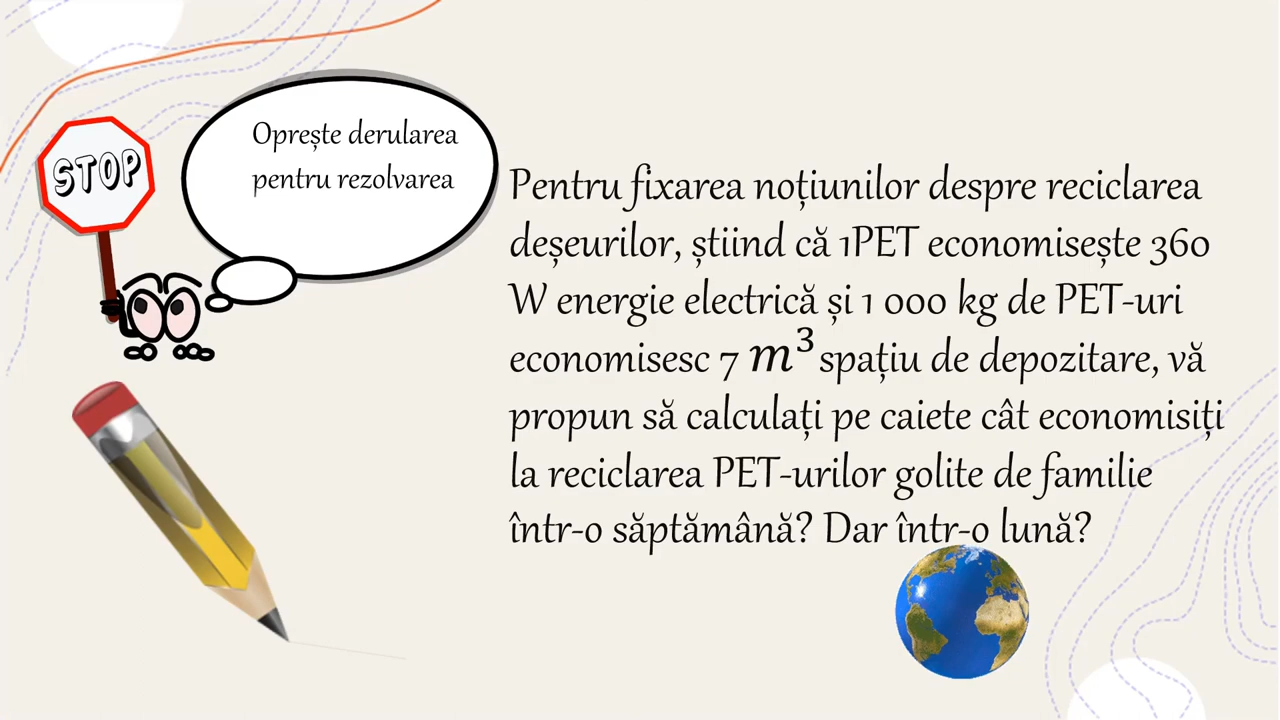 STOP
Oprește derularea
pentru rezolvarea
Pentru fixarea noțiunilor despre reciclarea
deșeurilor, știind că 1PET economisește 360
W energie electrică și 1 000 kg de PET-uri
economisesc 7 m³ spațiu de depozitare, vă
propun să calculați pe caiete cât economisiți
la reciclarea PET-urilor golite de familie
într-o săptămână? Dar într-o lună?